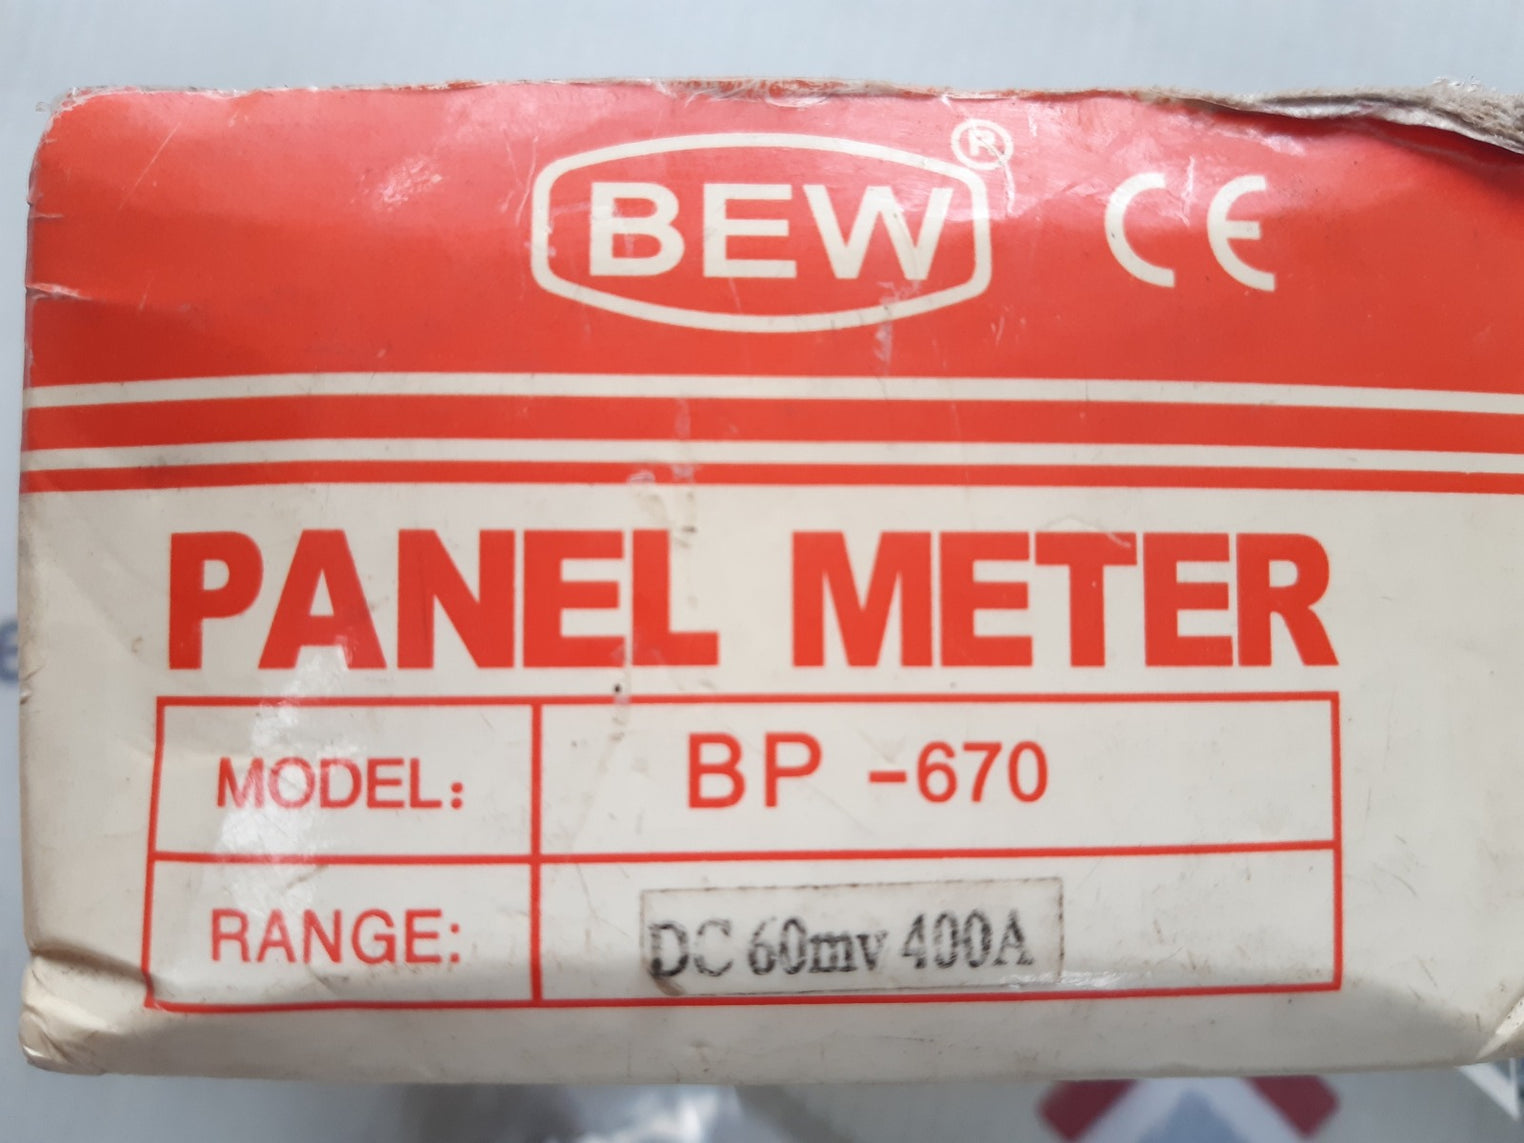 BEW ® CE
PANEL METER
MODEL: BP -670
RANGE: DC 60mv 400A